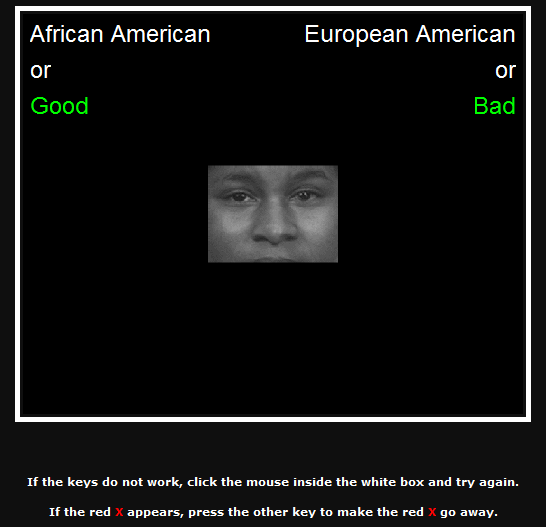 African American European American
or or
Good Bad
If the keys do not work, click the mouse inside the white box and try again.
If the red X appears, press the other key to make the red X go away.